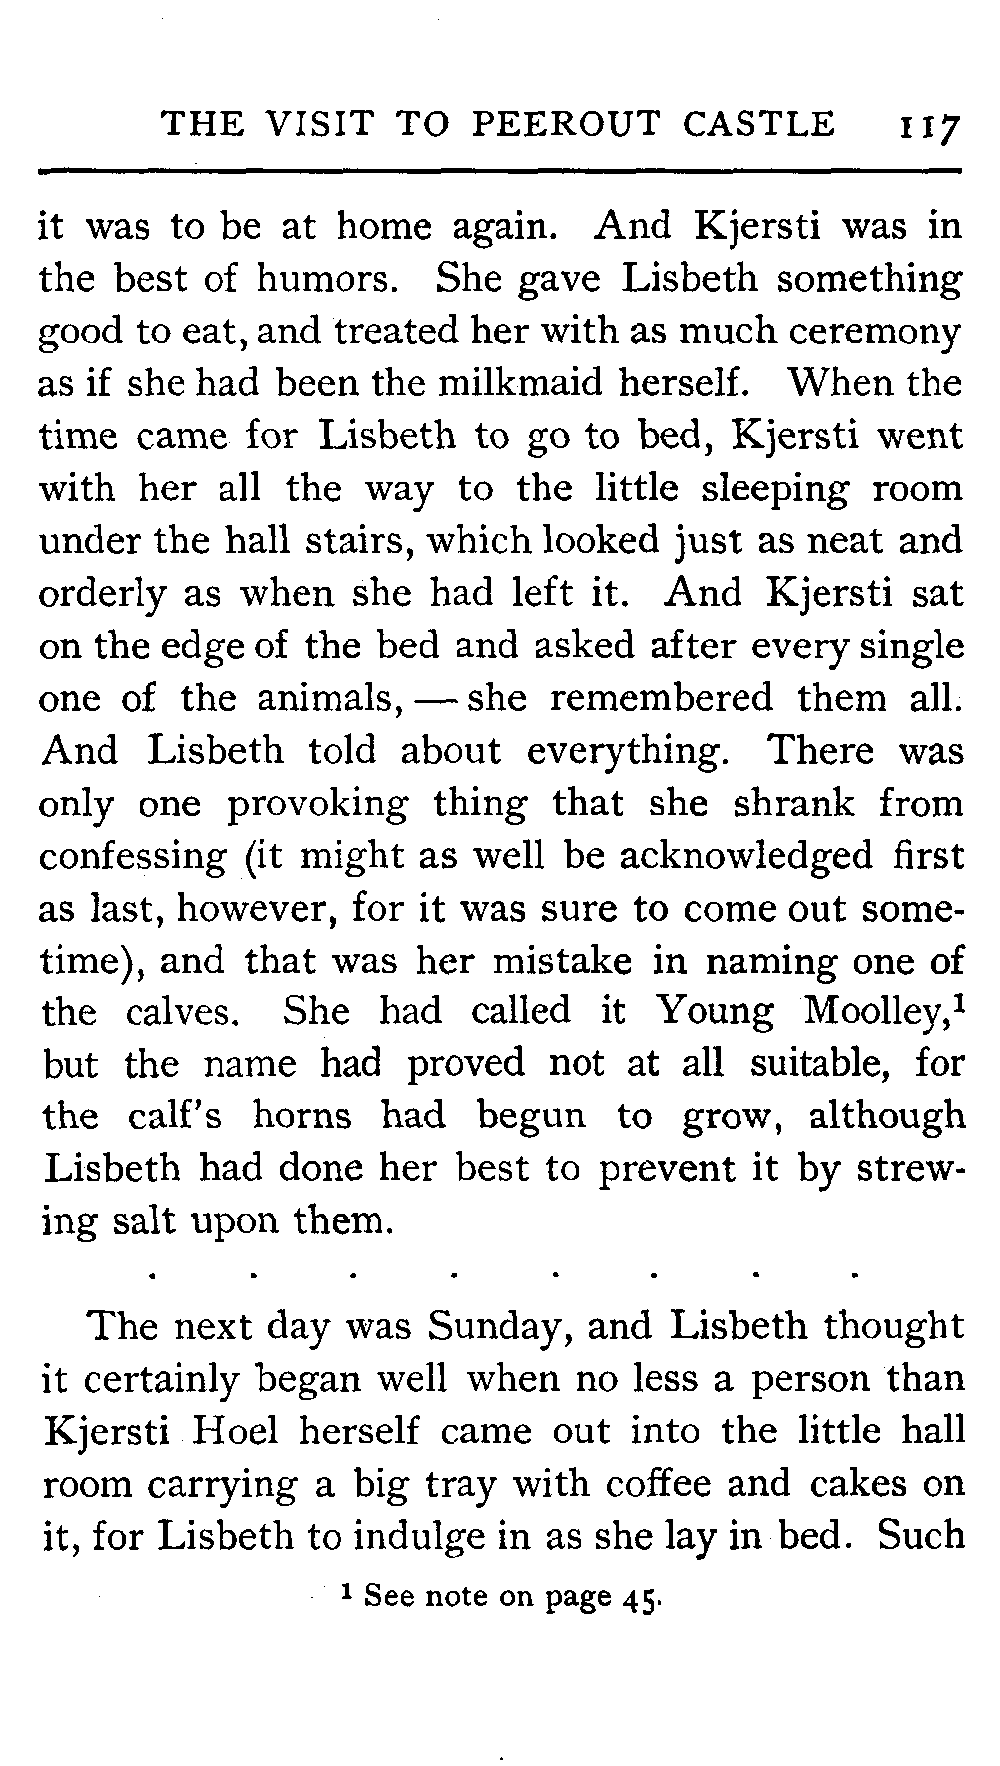 THE VISIT TO PEEROUT CASTLE 117
it was to be at home again. And Kjersti was in
the best of humors. She gave Lisbeth something
good to eat, and treated her with as much ceremony
as if she had been the milkmaid herself. When the
time came for Lisbeth to go to bed, Kjersti went
with her all the way to the little sleeping room
under the hall stairs, which looked just as neat and
orderly as when she had left it. And Kjersti sat
on the edge of the bed and asked after every single
one of the animals, — she remembered them all.
And Lisbeth told about everything. There was
only one provoking thing that she shrank from
confessing (it might as well be acknowledged first
as last, however, for it was sure to come out some-
time), and that was her mistake in naming one of
the calves. She had called it Young Moolley,¹
but the name had proved not at all suitable, for
the calf's horns had begun to grow, although
Lisbeth had done her best to prevent it by strew-
ing salt upon them.
. . . . . . . .
The next day was Sunday, and Lisbeth thought
it certainly began well when no less a person than
Kjersti Hoel herself came out into the little hall
room carrying a big tray with coffee and cakes on
it, for Lisbeth to indulge in as she lay in bed. Such
¹ See note on page 45.